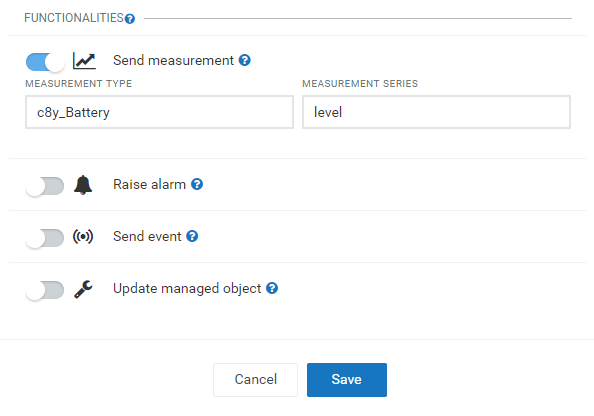 FUNCTIONALITIES
Send measurement
MEASUREMENT TYPE MEASUREMENT SERIES
c8y_Battery level
Raise alarm
Send event
Update managed object
Cancel Save